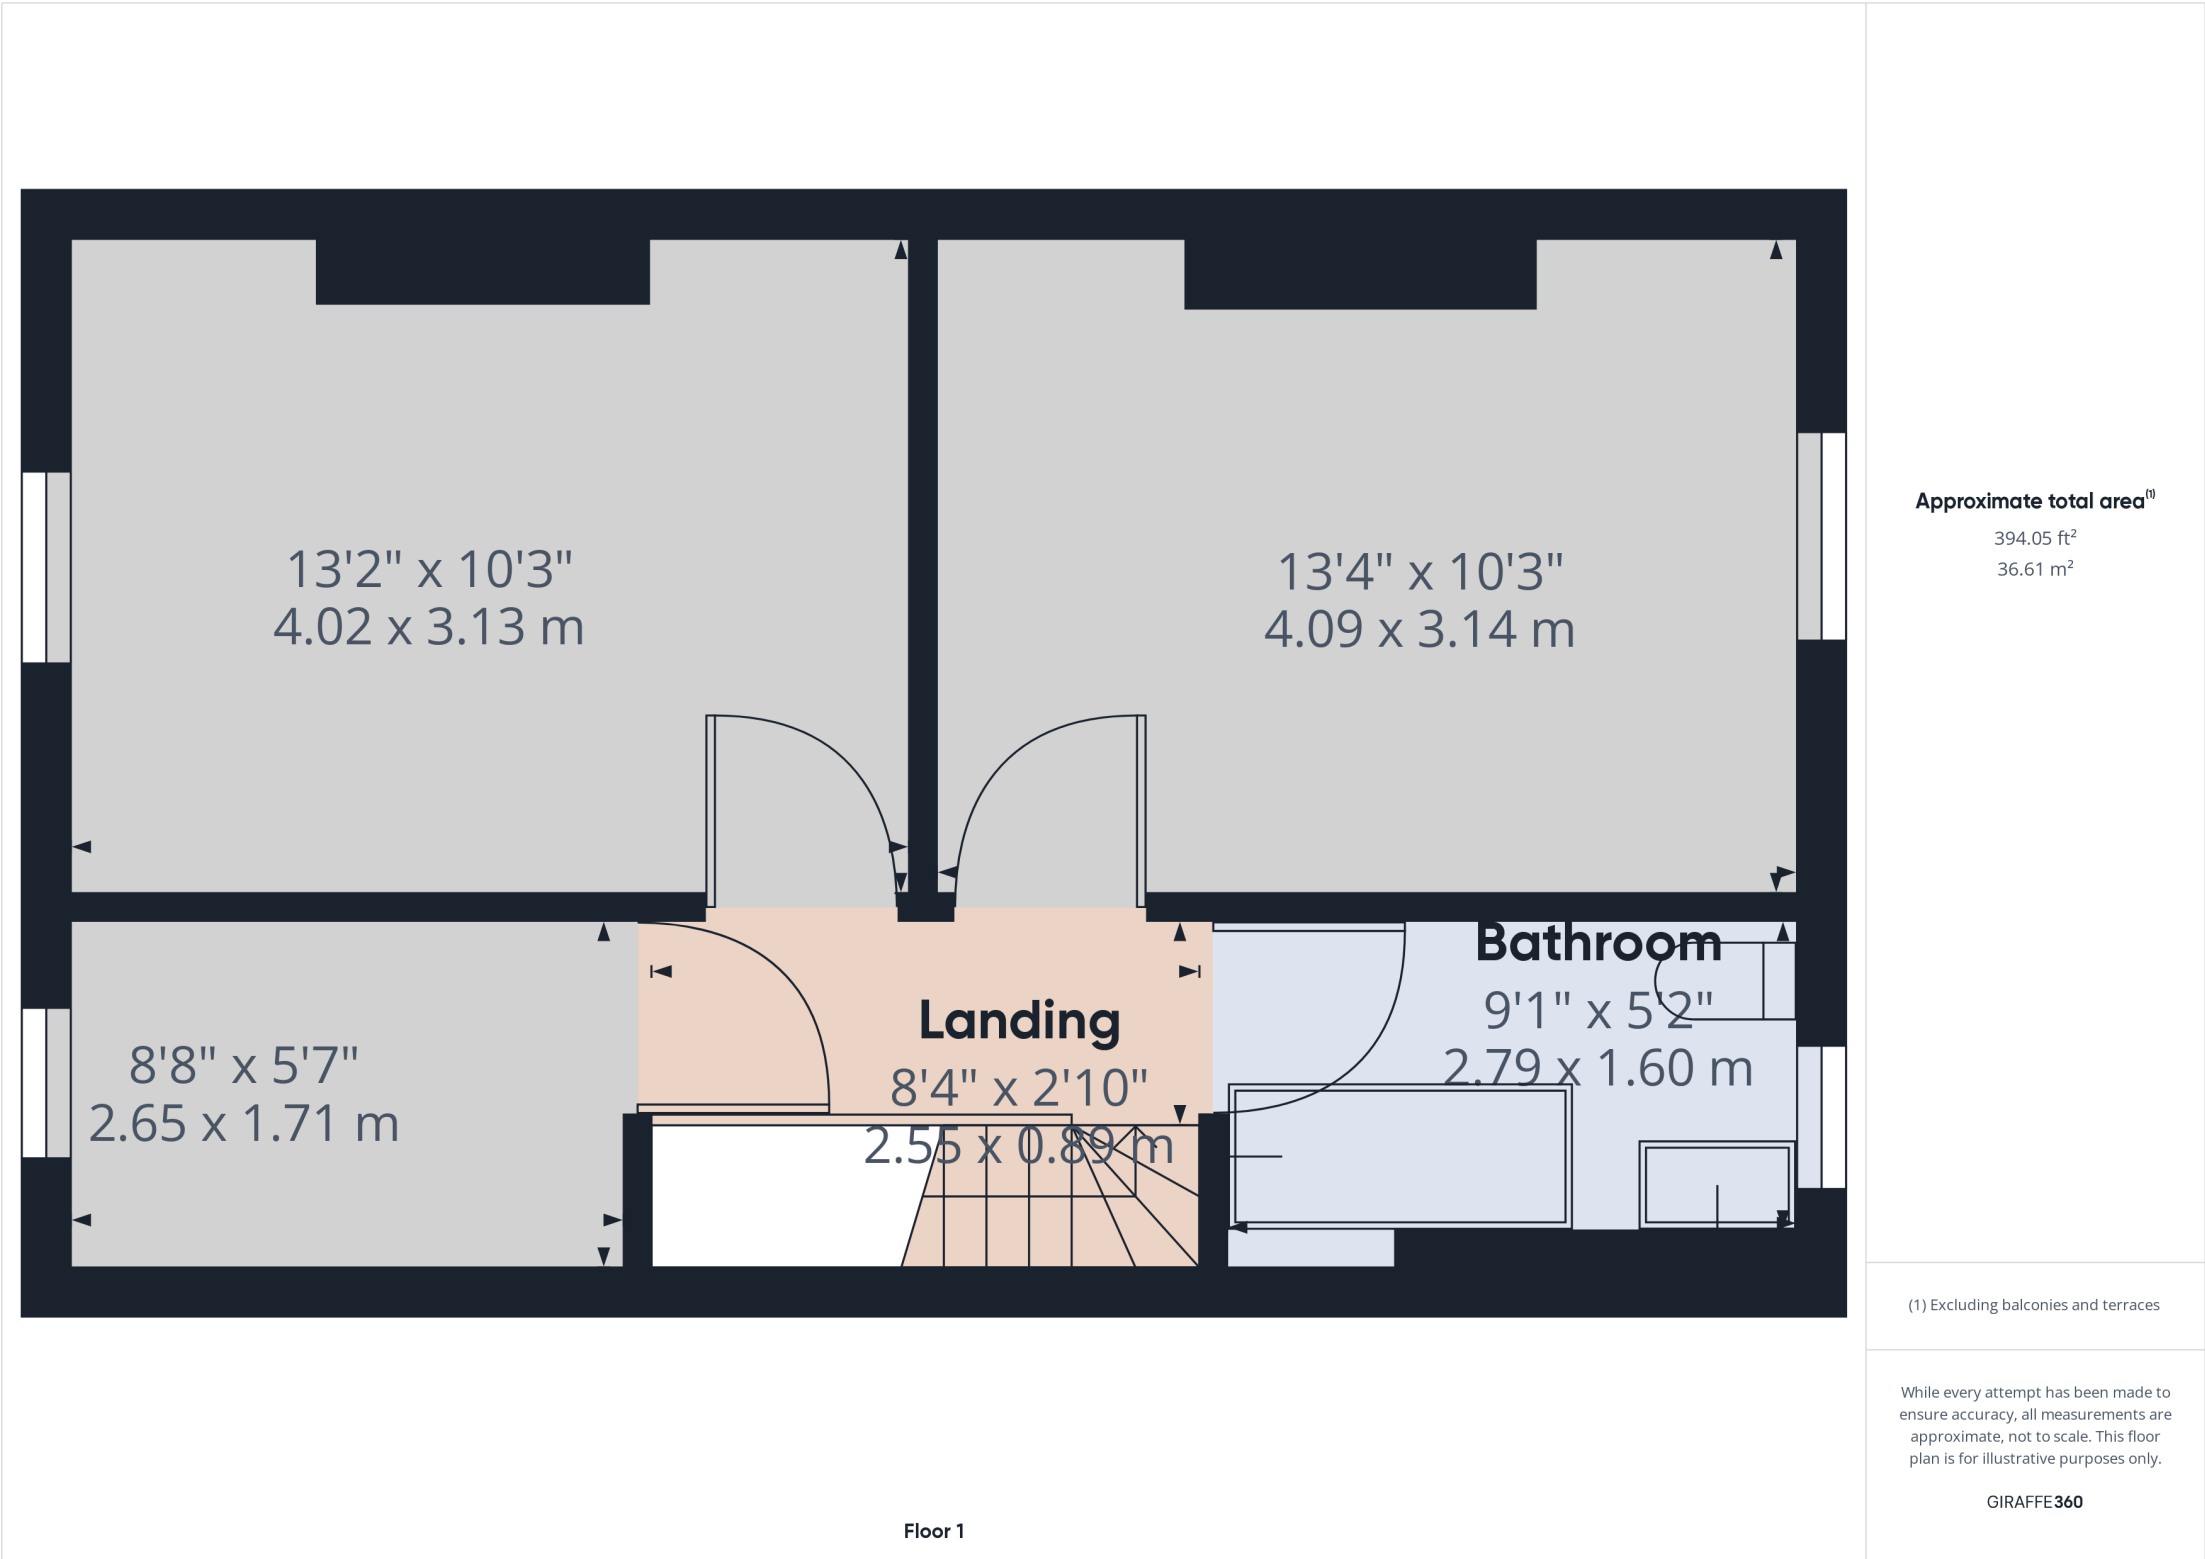 13'2" x 10'3"
4.02 x 3.13 m
13'4" x 10'3"
4.09 x 3.14 m
8'8" x 5'7"
2.65 x 1.71 m
Landing
8'4" x 2'10"
2.55 x 0.89 m
Bathroom
9'1" x 5'2"
2.79 x 1.60 m
Floor 1
Approximate total area(1)
394.05 ft²
36.61 m²
(1) Excluding balconies and terraces
While every attempt has been made to
ensure accuracy, all measurements are
approximate, not to scale. This floor
plan is for illustrative purposes only.
GIRAFFE360